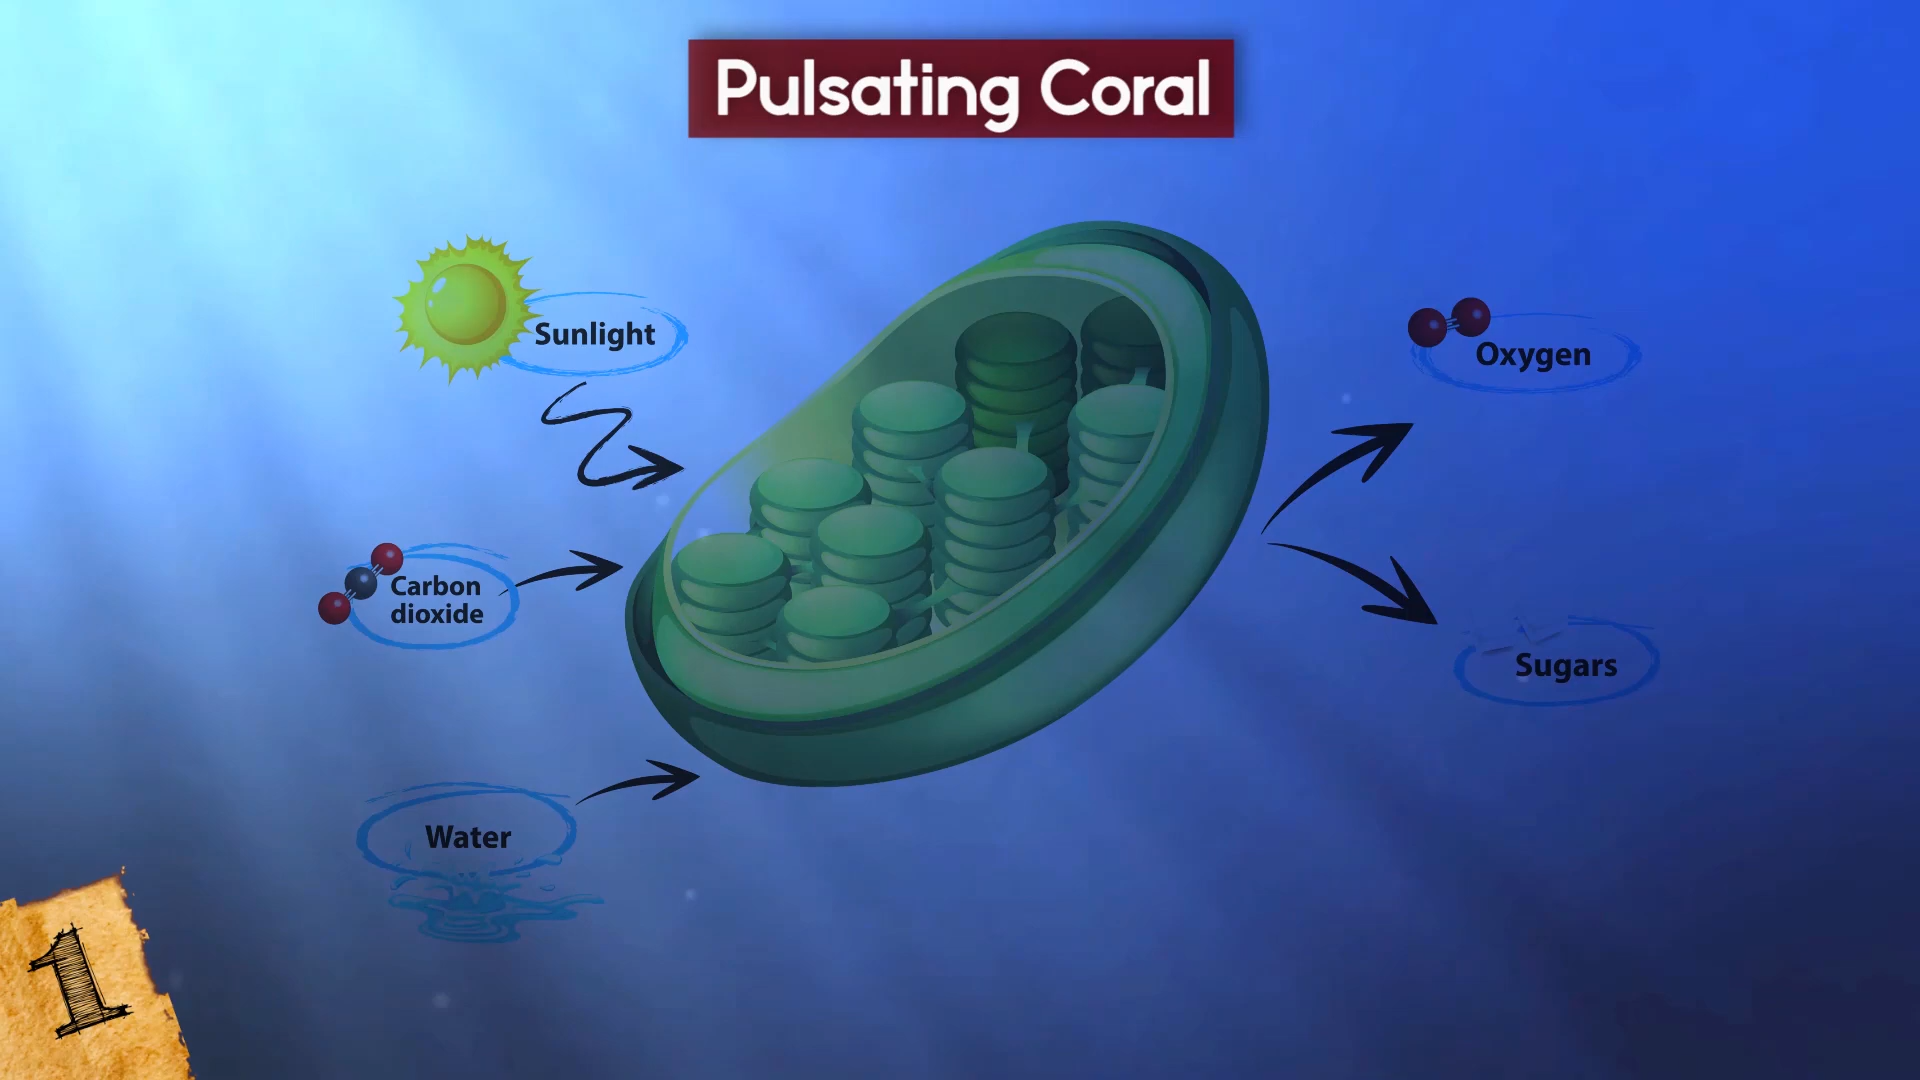 Pulsating Coral
Sunlight
Oxygen
Carbon
dioxide
Sugars
Water
1